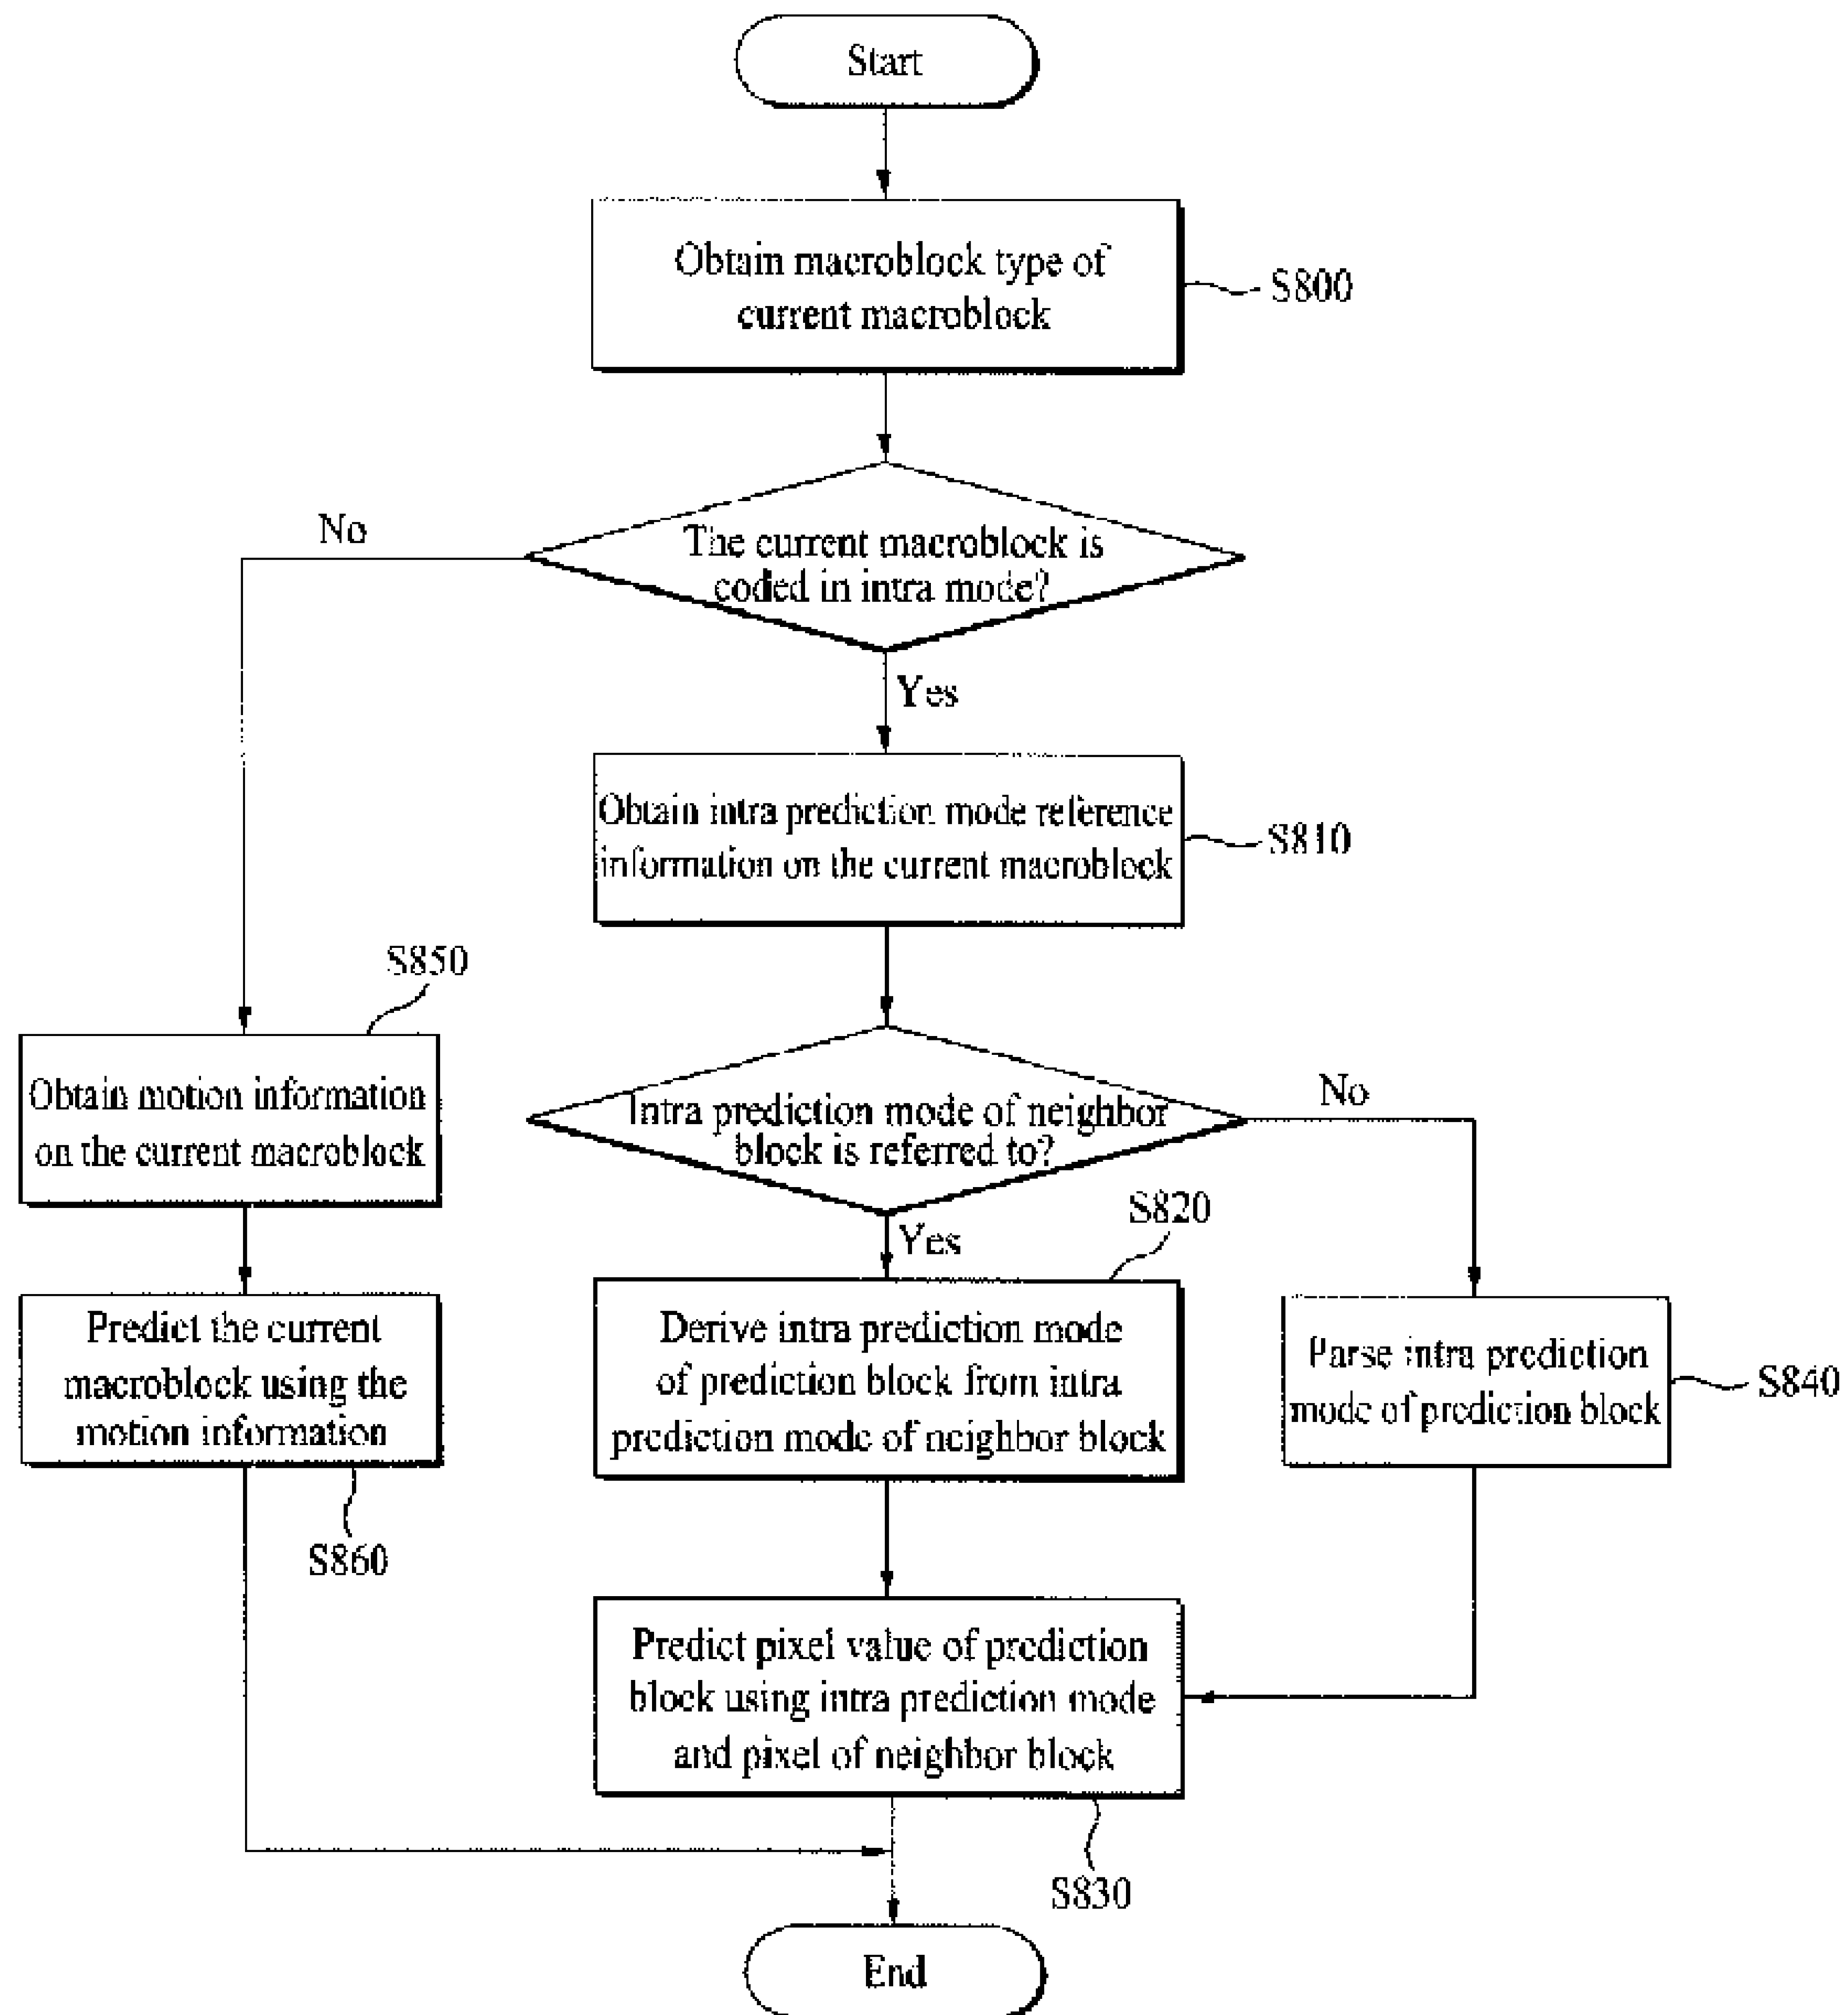 Start
Obtain macroblock type of
current macroblock
S800
The current macroblock is
coded in intra mode?
No
Yes
Obtain intra prediction mode reference
information on the current macroblock
S810
S850
Obtain motion information
on the current macroblock
Intra prediction mode of neighbor
block is referred to?
No
Yes
S820
Predict the current
macroblock using the
motion information
S860
Derive intra prediction mode
of prediction block from intra
prediction mode of neighbor block
Parse intra prediction
mode of prediction block
S840
Predict pixel value of prediction
block using intra prediction mode
and pixel of neighbor block
S830
End